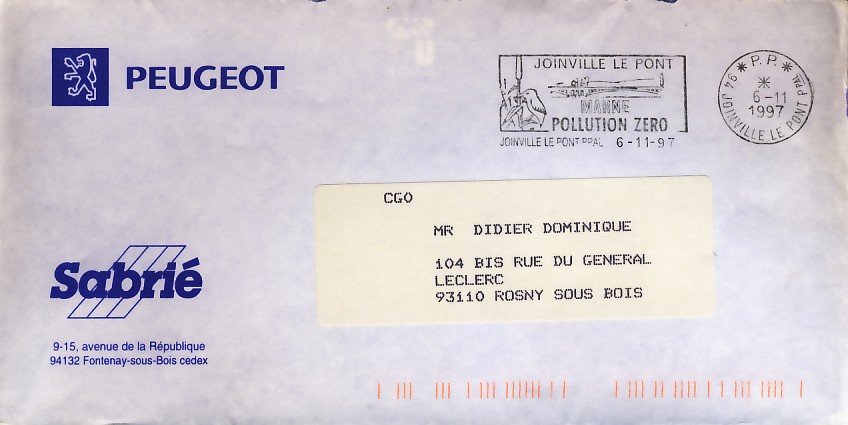 PEUGEOT
JOINVILLE LE PONT
MARNE
POLLUTION ZERO
JOINVILLE LE PONT PPAL 6-11-97
* P.P. *
*
6-11
1997
94 JOINVILLE LE PONT PPAL
CGO
MR DIDIER DOMINIQUE
104 BIS RUE DU GENERAL
LECLERC
93110 ROSNY SOUS BOIS
Sabrié
9-15, avenue de la République
94132 Fontenay-sous-Bois cedex